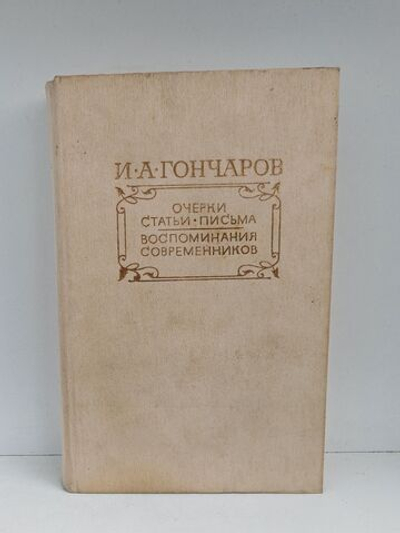 И·А·ГОНЧАРОВ
ОЧЕРКИ
СТАТЬИ·ПИСЬМА
ВОСПОМИНАНИЯ
СОВРЕМЕННИКОВ